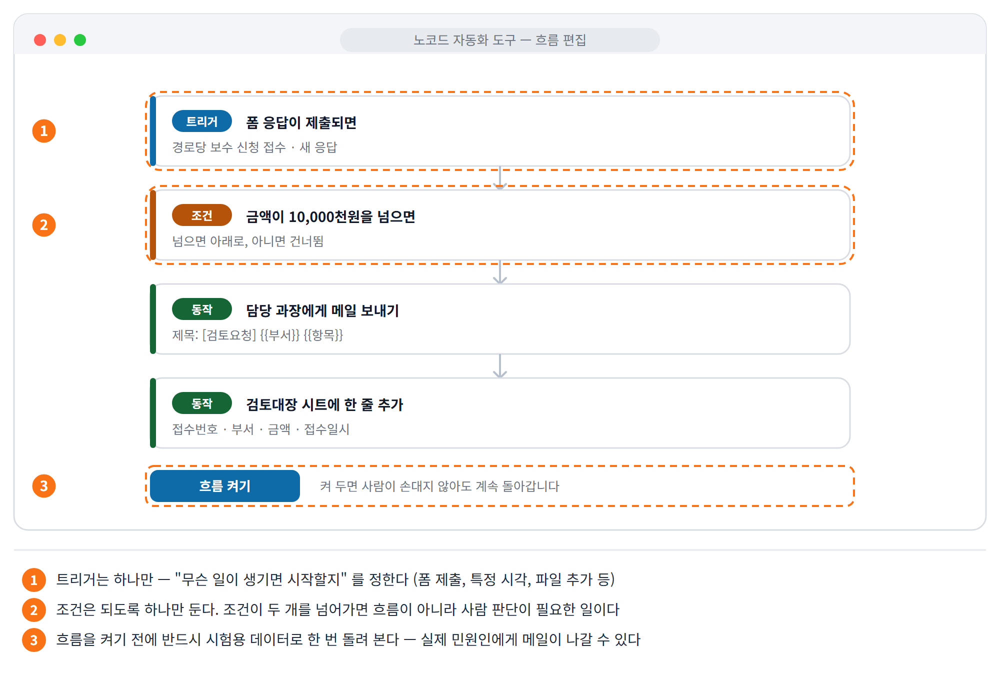 노코드 자동화 도구 — 흐름 편집
1
트리거 폼 응답이 제출되면
경로당 보수 신청 접수 · 새 응답
2
조건 금액이 10,000천원을 넘으면
넘으면 아래로, 아니면 건너뜀
동작 담당 과장에게 메일 보내기
제목: [검토요청] {{부서}} {{항목}}
동작 검토대장 시트에 한 줄 추가
접수번호 · 부서 · 금액 · 접수일시
3
흐름 켜기 켜 두면 사람이 손대지 않아도 계속 돌아갑니다
1 트리거는 하나만 — "무슨 일이 생기면 시작할지" 를 정한다 (폼 제출, 특정 시각, 파일 추가 등)
2 조건은 되도록 하나만 둔다. 조건이 두 개를 넘어가면 흐름이 아니라 사람 판단이 필요한 일이다
3 흐름을 켜기 전에 반드시 시험용 데이터로 한 번 돌려 본다 — 실제 민원인에게 메일이 나갈 수 있다